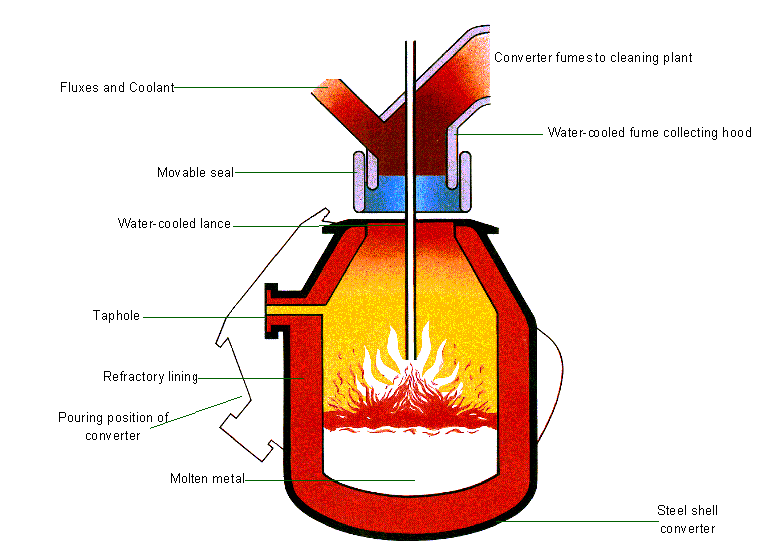 Converter fumes to cleaning plant
Fluxes and Coolant
Water-cooled fume collecting hood
Movable seal
Water-cooled lance
Taphole
Refractory lining
Pouring position of
converter
Molten metal
Steel shell
converter